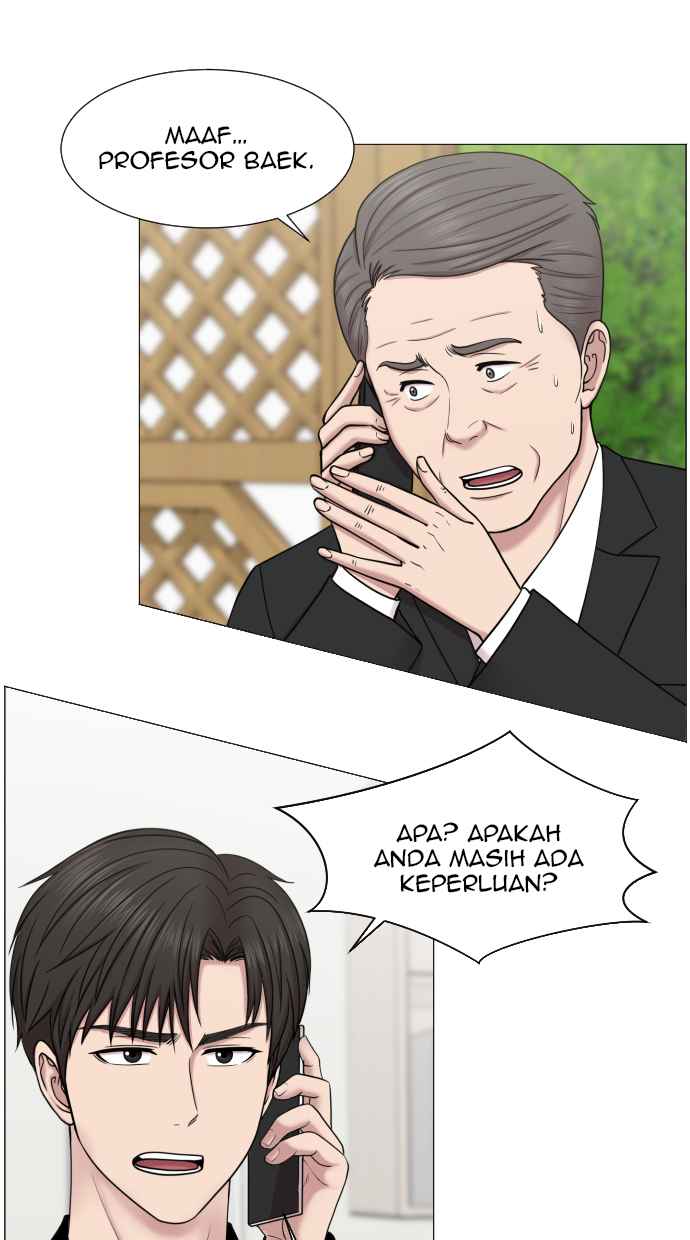 MAAF...
PROFESOR BAEK.
APA? APAKAH
ANDA MASIH ADA
KEPERLUAN?